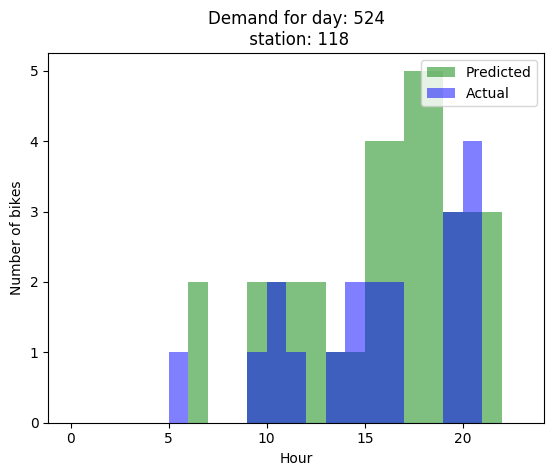 Demand for day: 524
station: 118
Predicted
Actual
Number of bikes
5
4
3
2
1
0
0 5 10 15 20
Hour